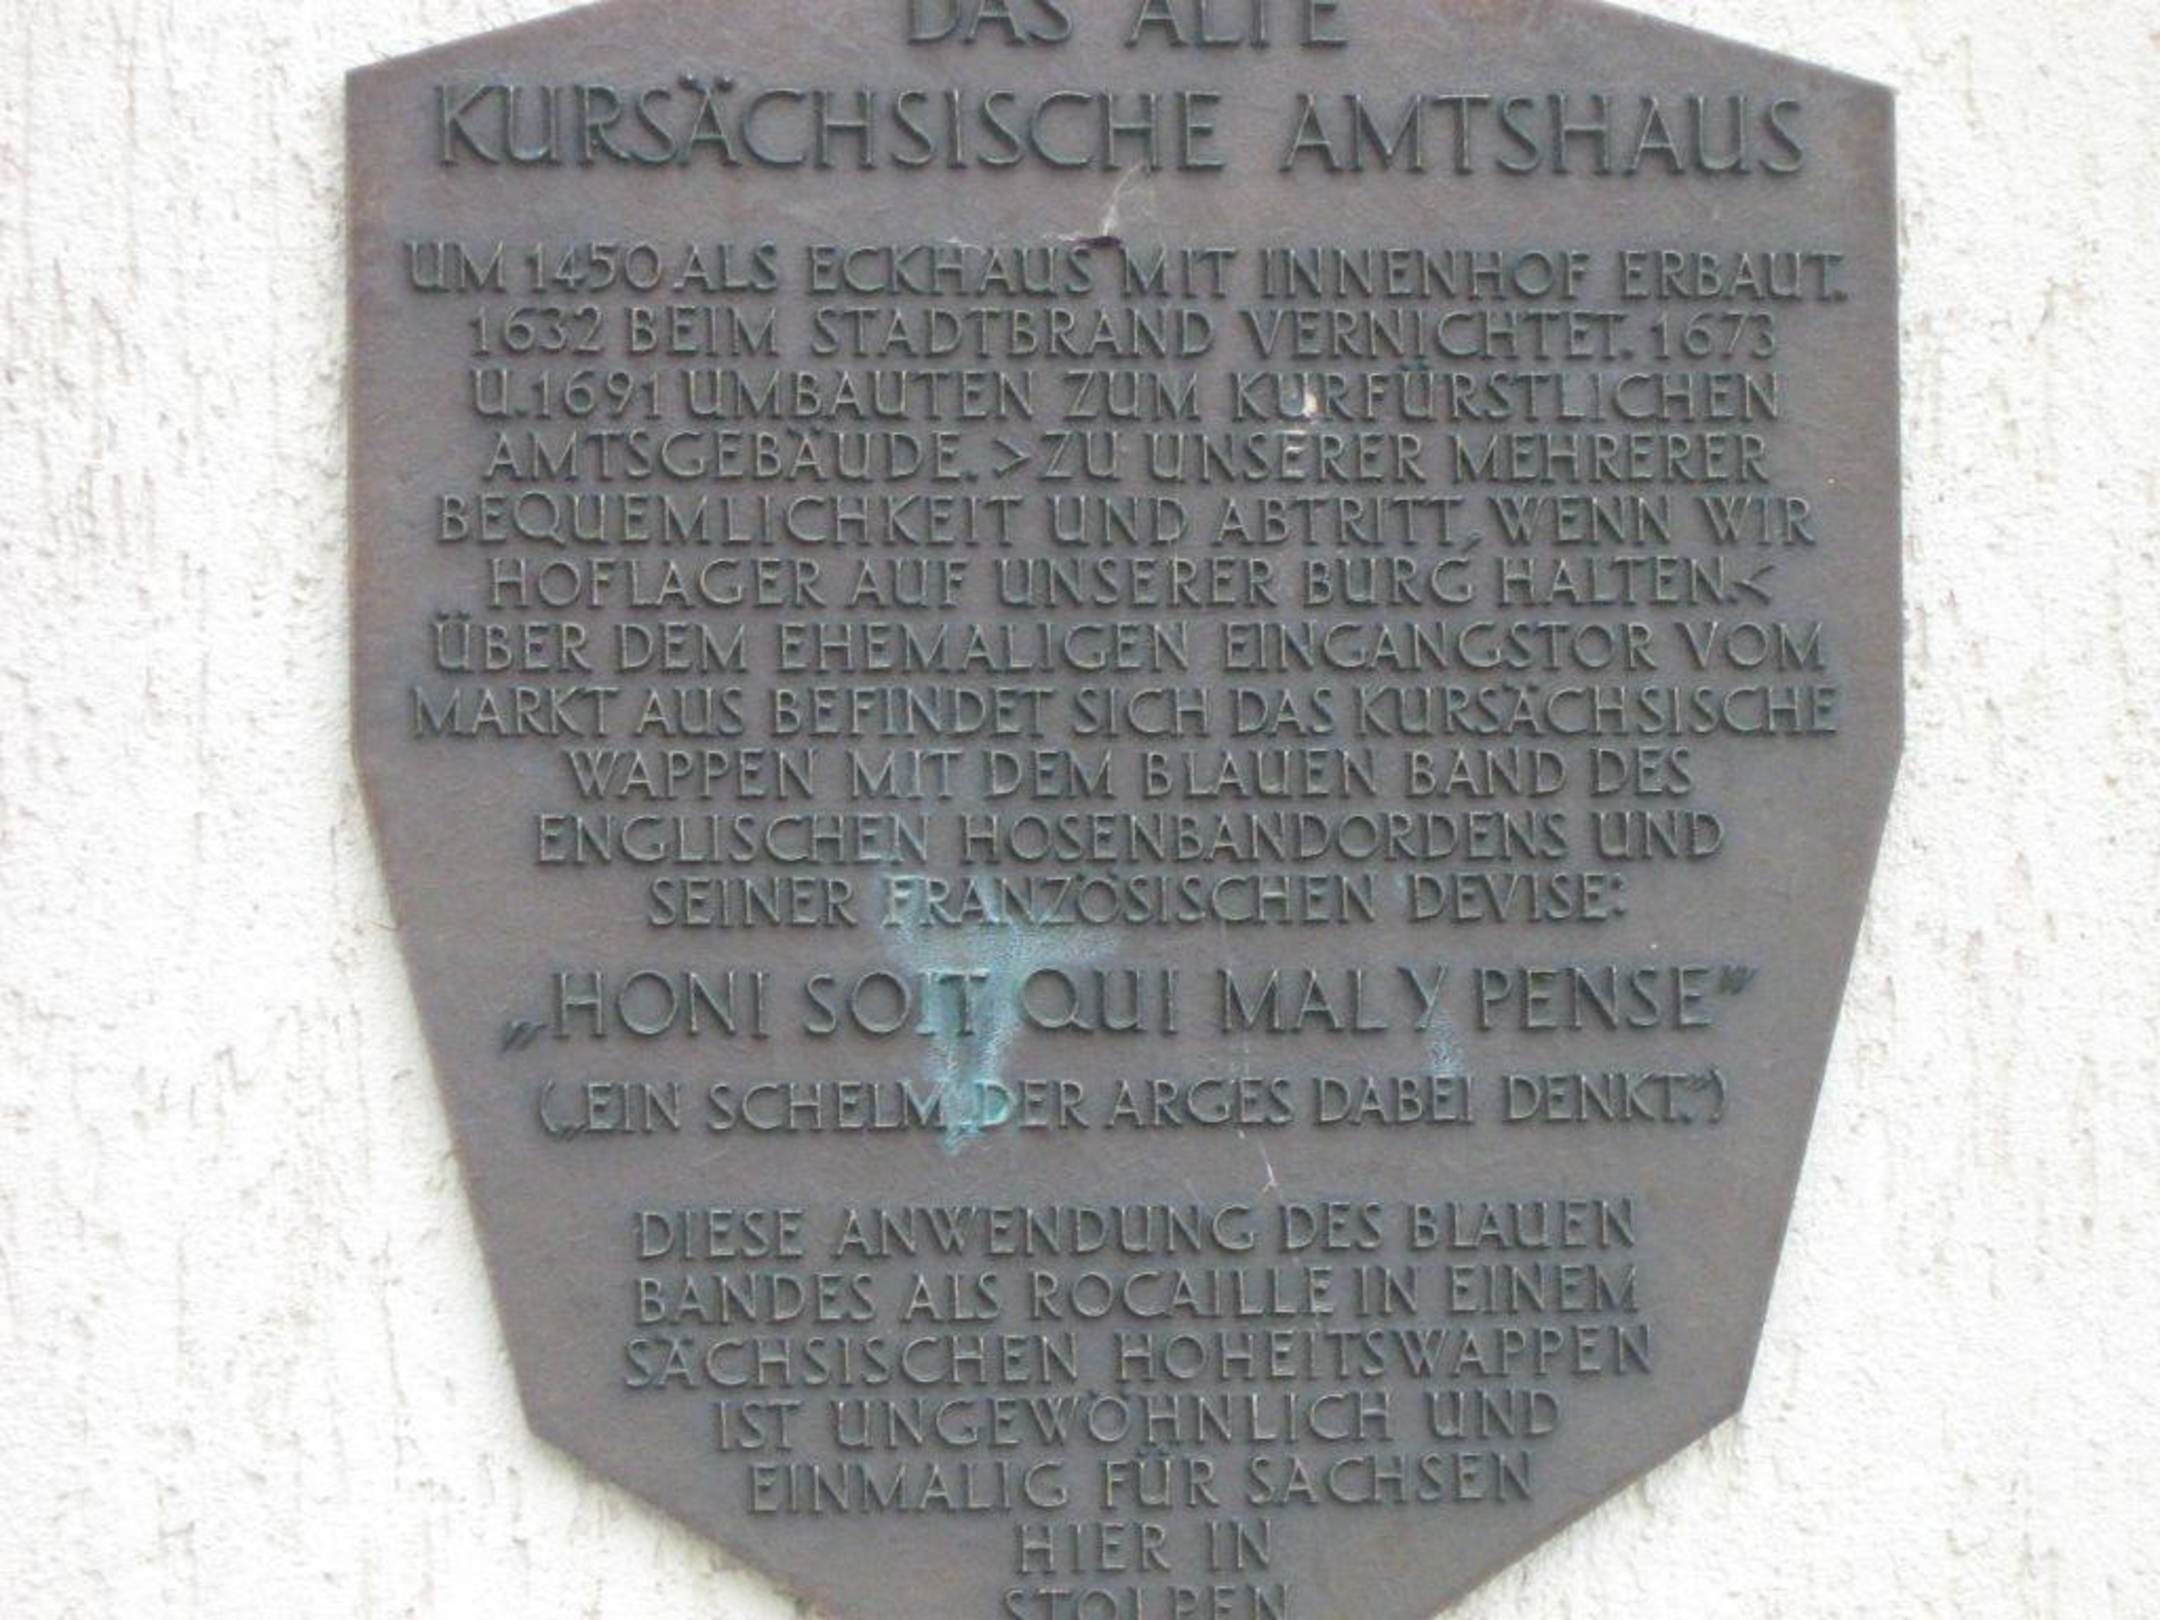 DAS ALTE
KURSÄCHSISCHE AMTSHAUS
UM 1450 ALS ECKHAUS MIT INNENHOF ERBAUT.
1632 BEIM STADTBRAND VERNICHTET. 1673
U. 1691 UMBAUTEN ZUM KURFÜRSTLICHEN
AMTSGEBÄUDE. >ZU UNSERER MEHRERER
BEQUEMLICHKEIT UND ABTRITT, WENN WIR
HOFLAGER AUF UNSERER BURG HALTEN.<
ÜBER DEM EHEMALIGEN EINGANGSTOR VOM
MARKT AUS BEFINDET SICH DAS KURSÄCHSISCHE
WAPPEN MIT DEM BLAUEN BAND DES
ENGLISCHEN HOSENBANDORDENS UND
SEINER FRANZÖSISCHEN DEVISE:
„HONI SOIT QUI MAL Y PENSE"
(„EIN SCHELM, DER ARGES DABEI DENKT.")
DIESE ANWENDUNG DES BLAUEN
BANDES ALS ROCAILLE IN EINEM
SÄCHSISCHEN HOHEITSWAPPEN
IST UNGEWÖHNLICH UND
EINMALIG FÜR SACHSEN
HIER IN
STOLPEN